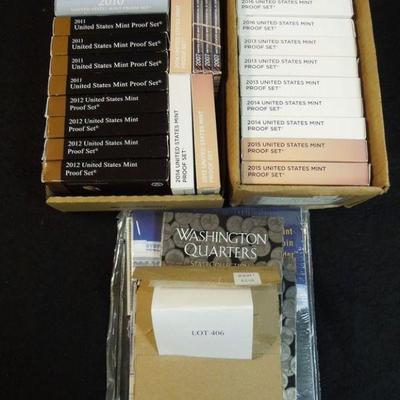 2010
UNITED STATES MINT PROOF SET
2011
United States Mint Proof Set®
2011
United States Mint Proof Set®
2011
United States Mint Proof Set®
2011
United States Mint Proof Set®
2012 United States Mint
Proof Set®
2012 United States Mint
Proof Set®
2012 United States Mint
Proof Set®
2012 United States Mint
Proof Set®
2007
2007
2007
2014 UNITED STATES MINT
PROOF SET®
2012 UNITED STATES MINT
PROOF SET®
2016 UNITED STATES MINT
PROOF SET®
2016 UNITED STATES MINT
PROOF SET®
2013 UNITED STATES MINT
PROOF SET®
2013 UNITED STATES MINT
PROOF SET®
2014 UNITED STATES MINT
PROOF SET®
2014 UNITED STATES MINT
PROOF SET®
2015 UNITED STATES MINT
PROOF SET®
2015 UNITED STATES MINT
PROOF SET®
WASHINGTON
QUARTERS
LOT 406